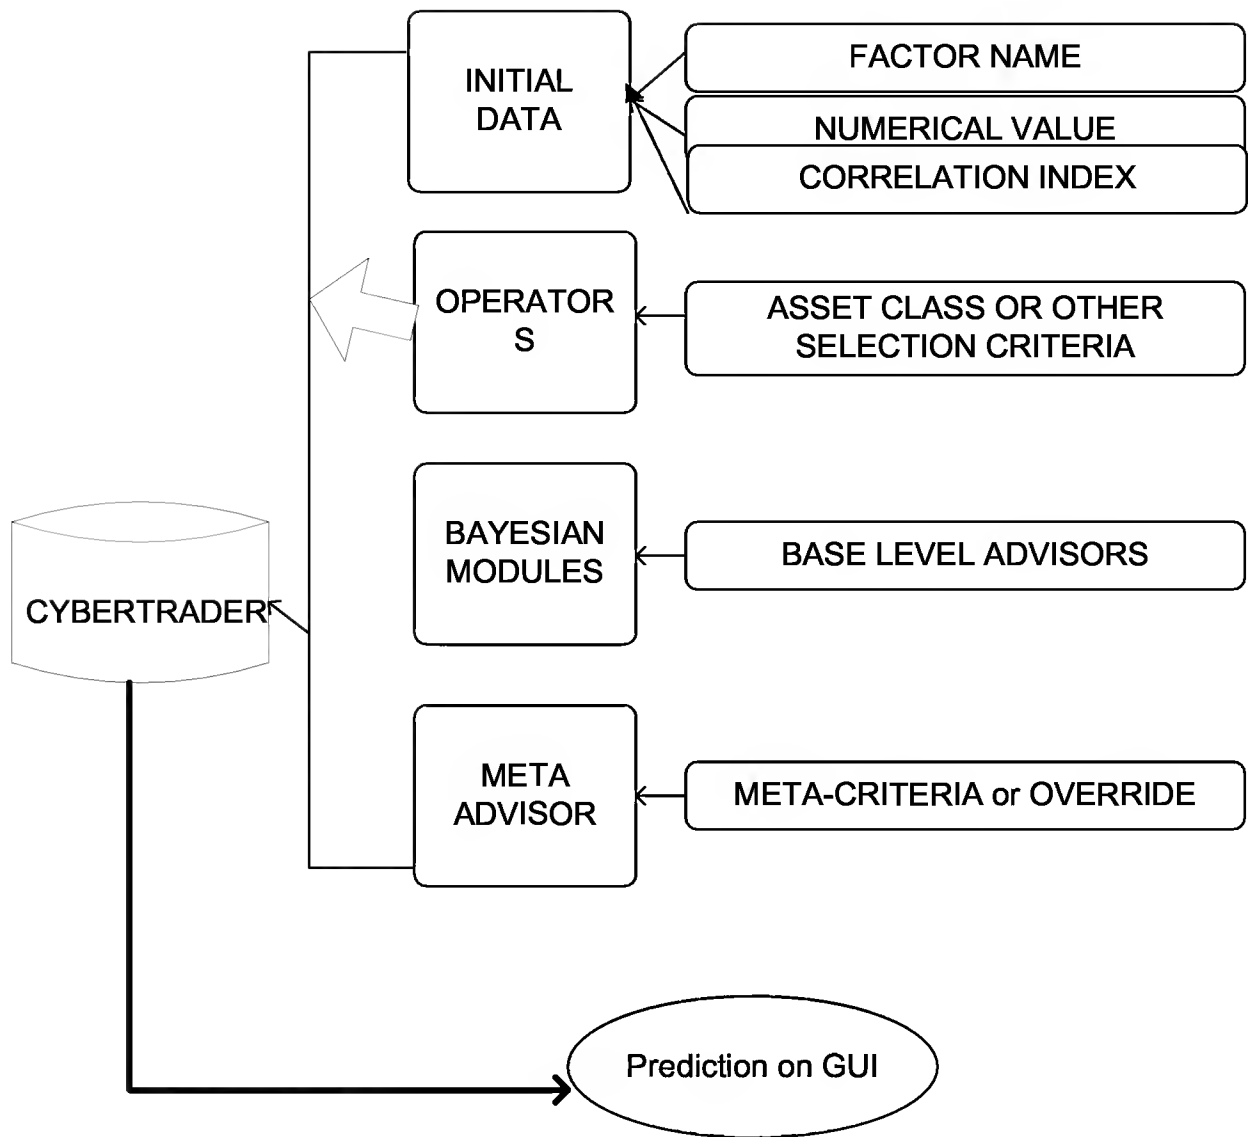 INITIAL
DATA
FACTOR NAME
NUMERICAL VALUE
CORRELATION INDEX
OPERATOR
S
ASSET CLASS OR OTHER
SELECTION CRITERIA
BAYESIAN
MODULES
BASE LEVEL ADVISORS
CYBERTRADER
META
ADVISOR
META-CRITERIA or OVERRIDE
Prediction on GUI